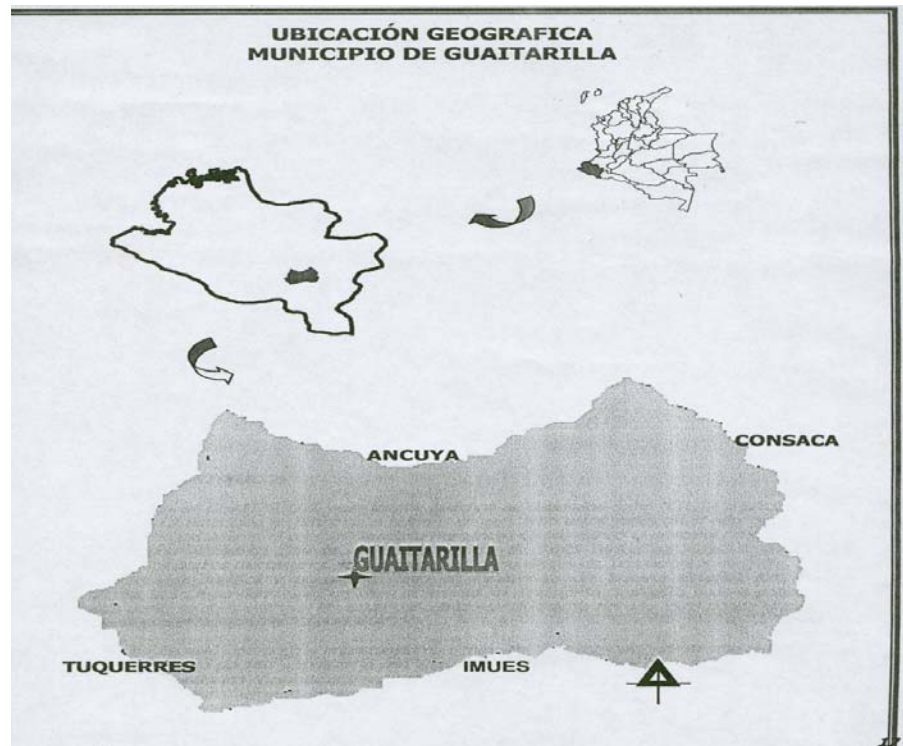 UBICACIÓN GEOGRAFICA
MUNICIPIO DE GUAITARILLA
CONSACA
ANCUYA
GUAITARILLA
TUQUERRES
IMUES